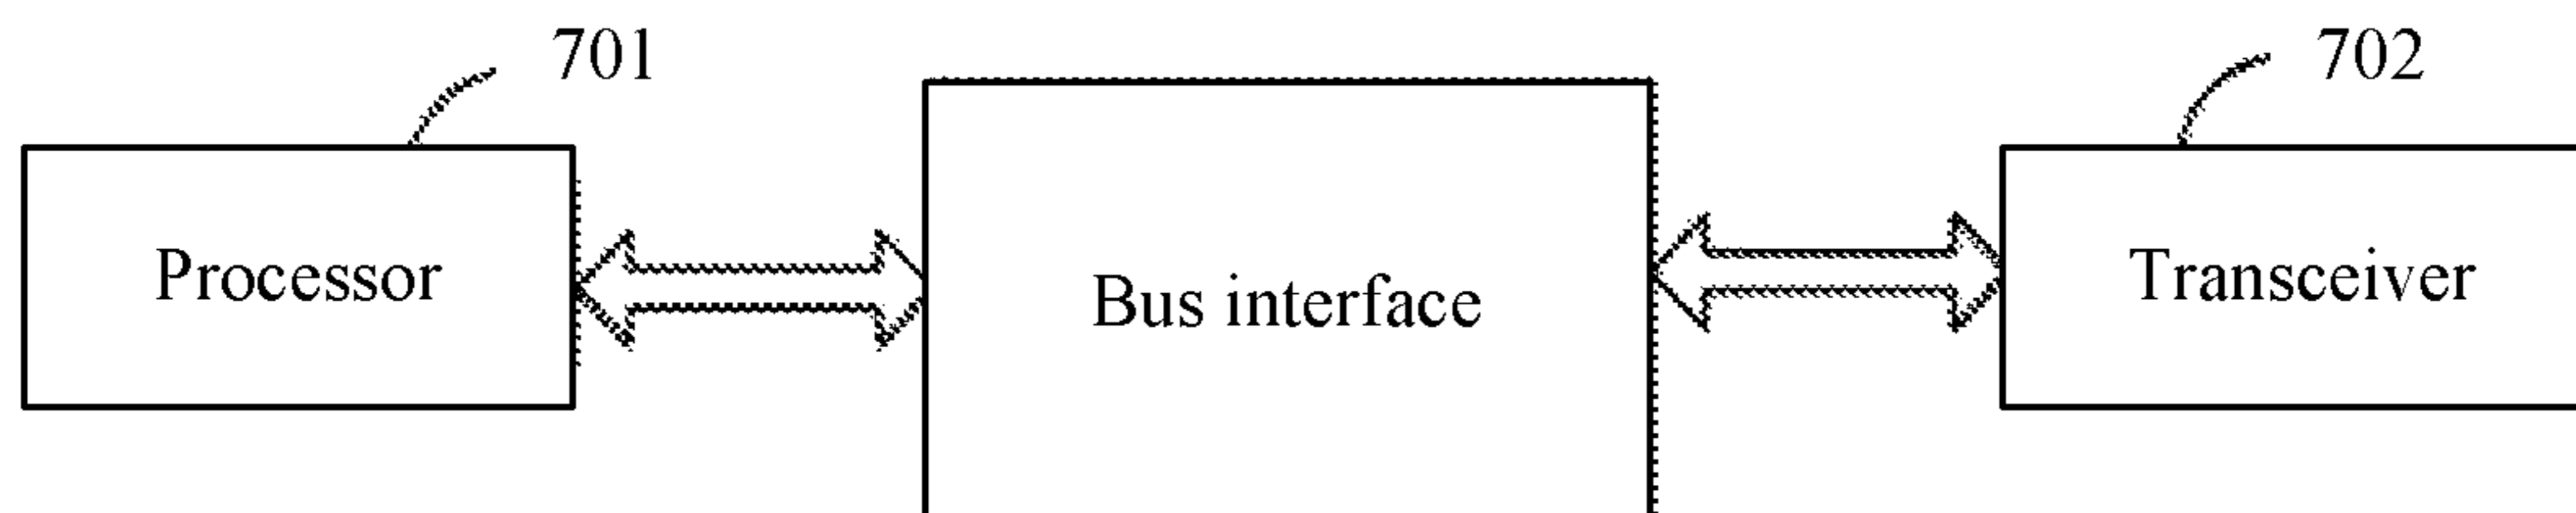 701
702
Processor
Bus interface
Transceiver